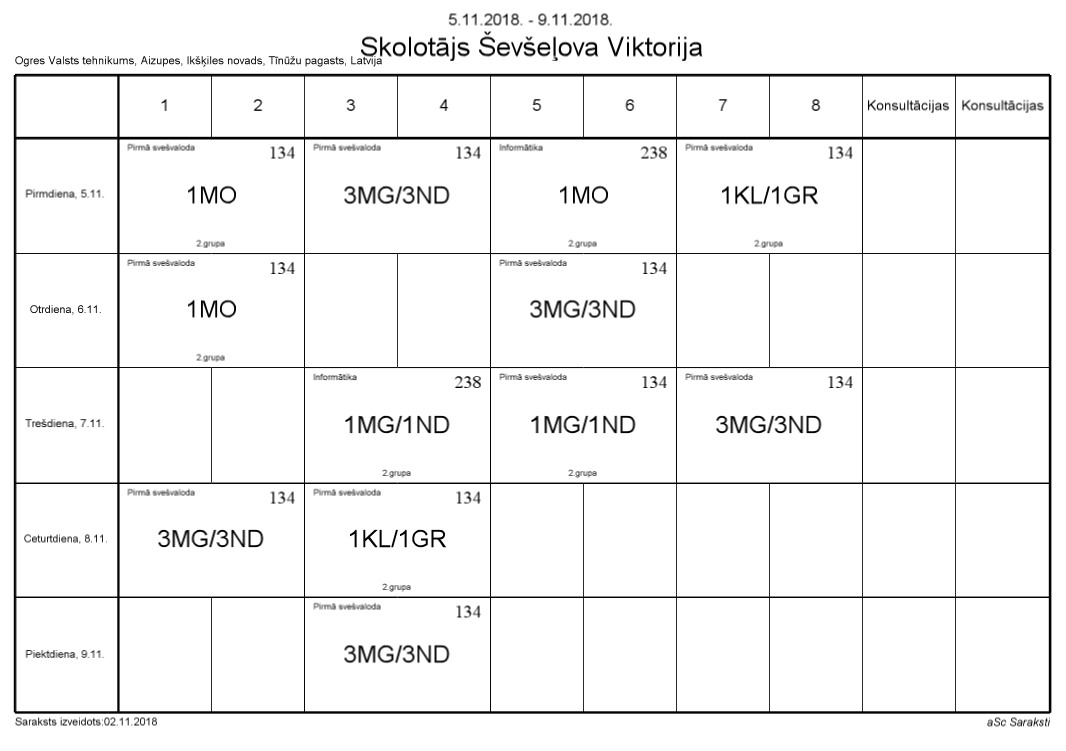 5.11.2018. - 9.11.2018.
Skolotājs Ševšeļova Viktorija
Ogres Valsts tehnikums, Aizupes, Ikšķiles novads, Tīnūžu pagasts, Latvija
1 2 3 4 5 6 7 8 Konsultācijas Konsultācijas
Pirmā svešvaloda 134 Pirmā svešvaloda 134 Informātika 238 Pirmā svešvaloda 134
Pirmdiena, 5.11. 1MO 3MG/3ND 1MO 1KL/1GR
2.grupa 2.grupa 2.grupa
Pirmā svešvaloda 134 Pirmā svešvaloda 134
Otrdiena, 6.11. 1MO 3MG/3ND
2.grupa
Informātika 238 Pirmā svešvaloda 134 Pirmā svešvaloda 134
Trešdiena, 7.11. 1MG/1ND 1MG/1ND 3MG/3ND
2.grupa 2.grupa
Pirmā svešvaloda 134 Pirmā svešvaloda 134
Ceturtdiena, 8.11. 3MG/3ND 1KL/1GR
2.grupa
Pirmā svešvaloda 134
Piektdiena, 9.11. 3MG/3ND
Saraksts izveidots:02.11.2018 aSc Saraksti